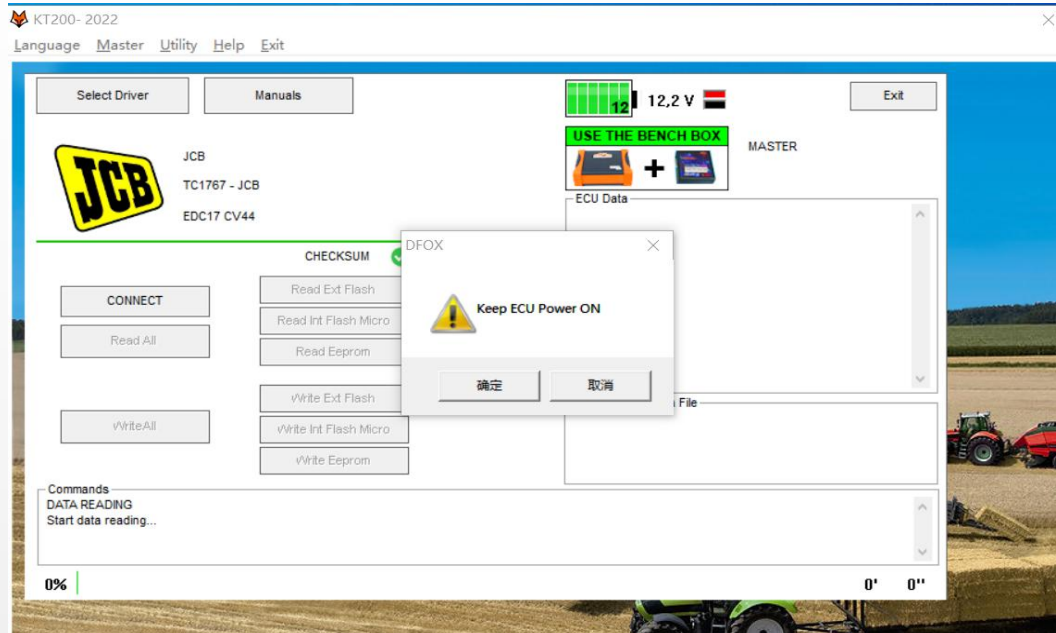 KT200- 2022
Language Master Utility Help Exit
Select Driver
Manuals
12
12,2 V
Exit
USE THE BENCH BOX
MASTER
JCB
JCB
TC1767 - JCB
EDC17 CV44
ECU Data
DFOX
CHECKSUM
Keep ECU Power ON
确定
取消
CONNECT
Read All
WriteAll
Read Ext Flash
Read Int Flash Micro
Read Eeprom
Write Ext Flash
Write Int Flash Micro
Write Eeprom
File
Commands
DATA READING
Start data reading...
0%
0' 0''